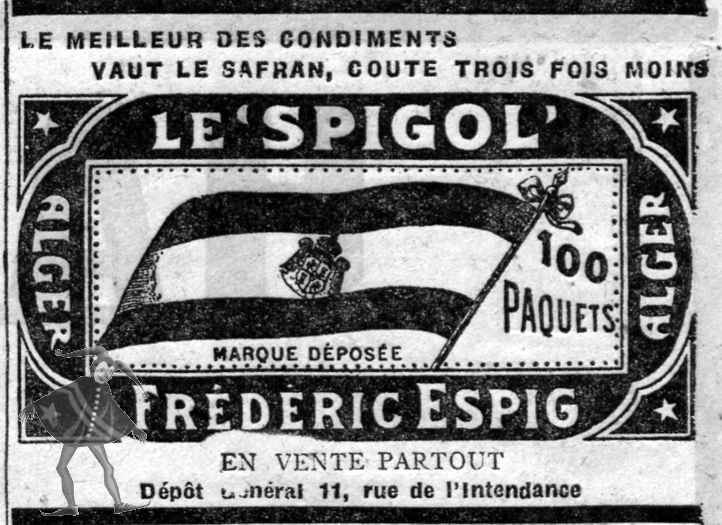 LE MEILLEUR DES CONDIMENTS
VAUT LE SAFRAN, COUTE TROIS FOIS MOINS
LE 'SPIGOL'
ALGER
100
PAQUETS
ALGER
MARQUE DÉPOSÉE
FRÉDÉRIC ESPIG
EN VENTE PARTOUT
Dépôt Général 11, rue de l'Intendance